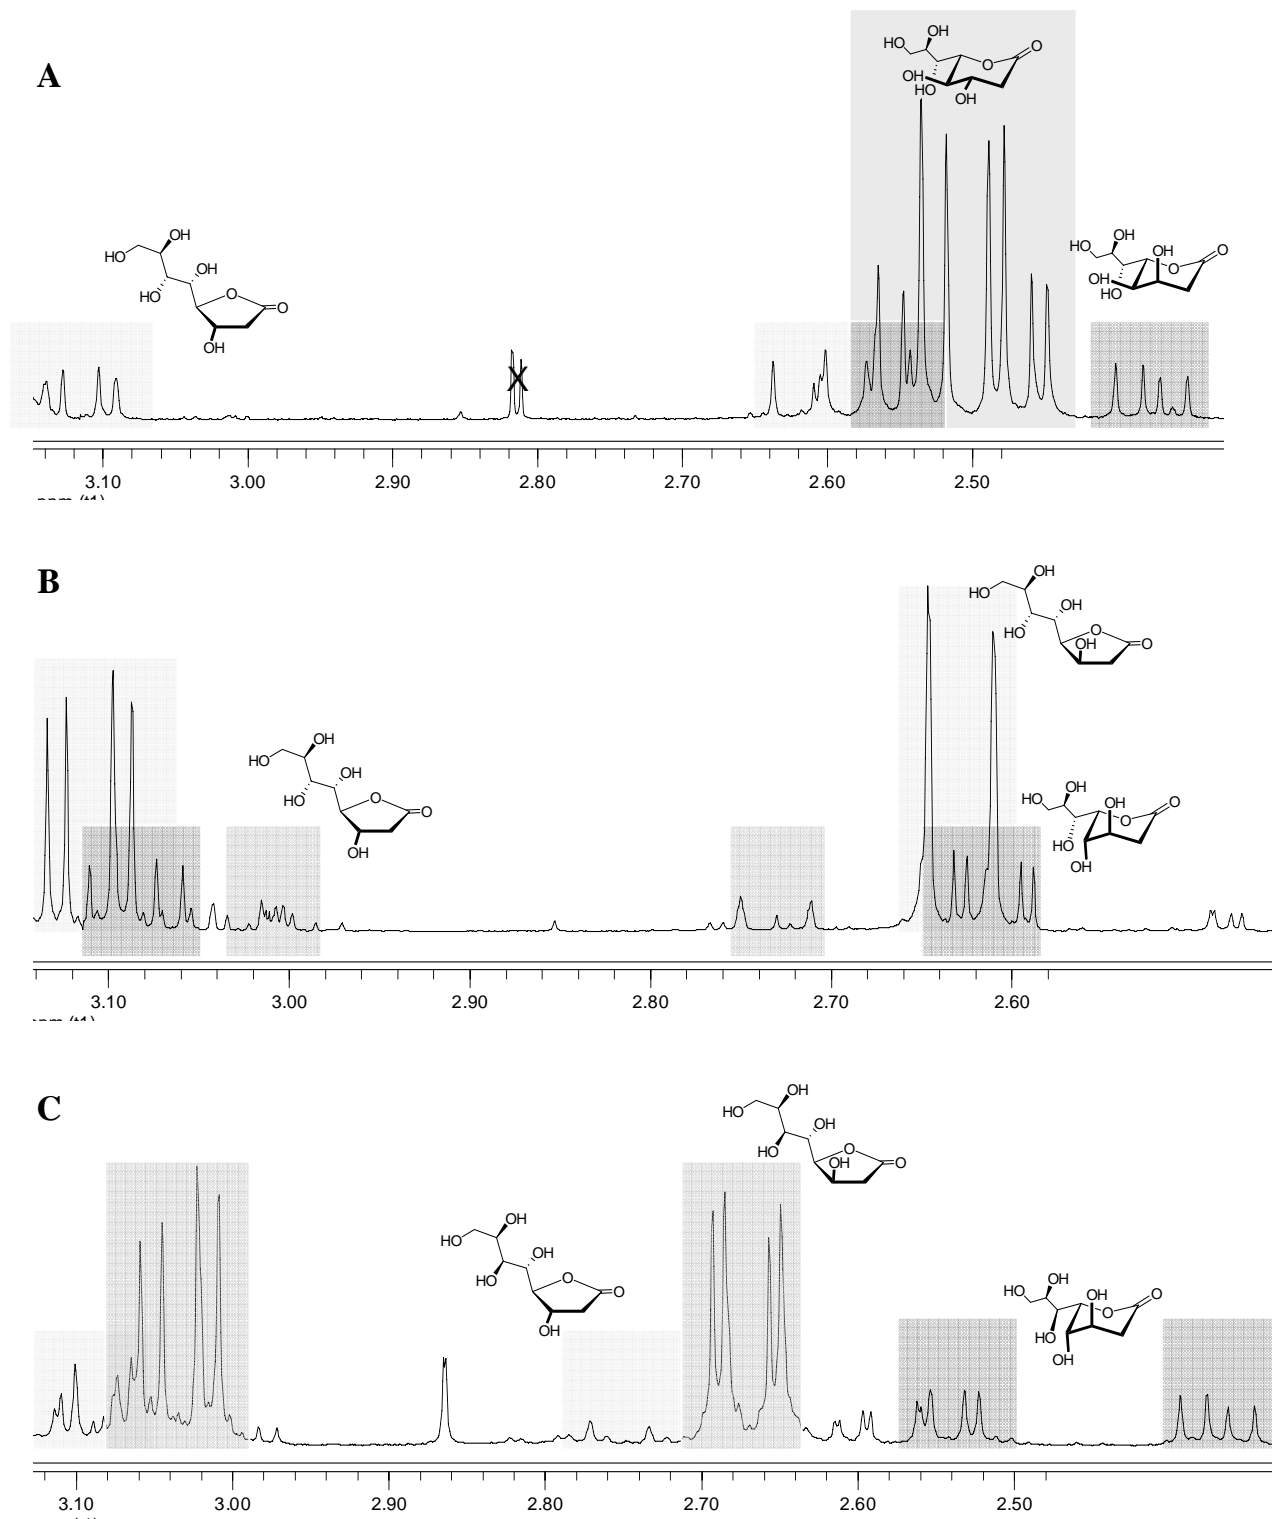 A
HO OH O O
OH HO OH
HO OH OH HO O O OH
HO OH OH O O OH HO
X
3.10 3.00 2.90 2.80 2.70 2.60 2.50
B
HO OH OH HO O OH O
HO OH OH HO O O OH
HO OH OH O O HO OH
3.10 3.00 2.90 2.80 2.70 2.60
C
HO OH OH HO O OH O
HO OH OH HO O O OH
HO OH OH O O HO OH
3.10 3.00 2.90 2.80 2.70 2.60 2.50